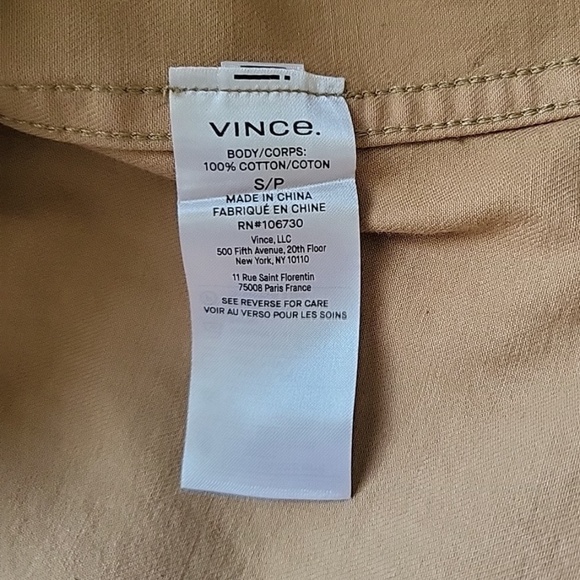 VINCE.
BODY/CORPS:
100% COTTON/COTON
S/P
MADE IN CHINA
FABRIQUÉ EN CHINE
RN#106730
Vince, LLC
500 Fifth Avenue, 20th Floor
New York, NY 10110
11 Rue Saint Florentin
75008 Paris France
SEE REVERSE FOR CARE
VOIR AU VERSO POUR LES SOINS